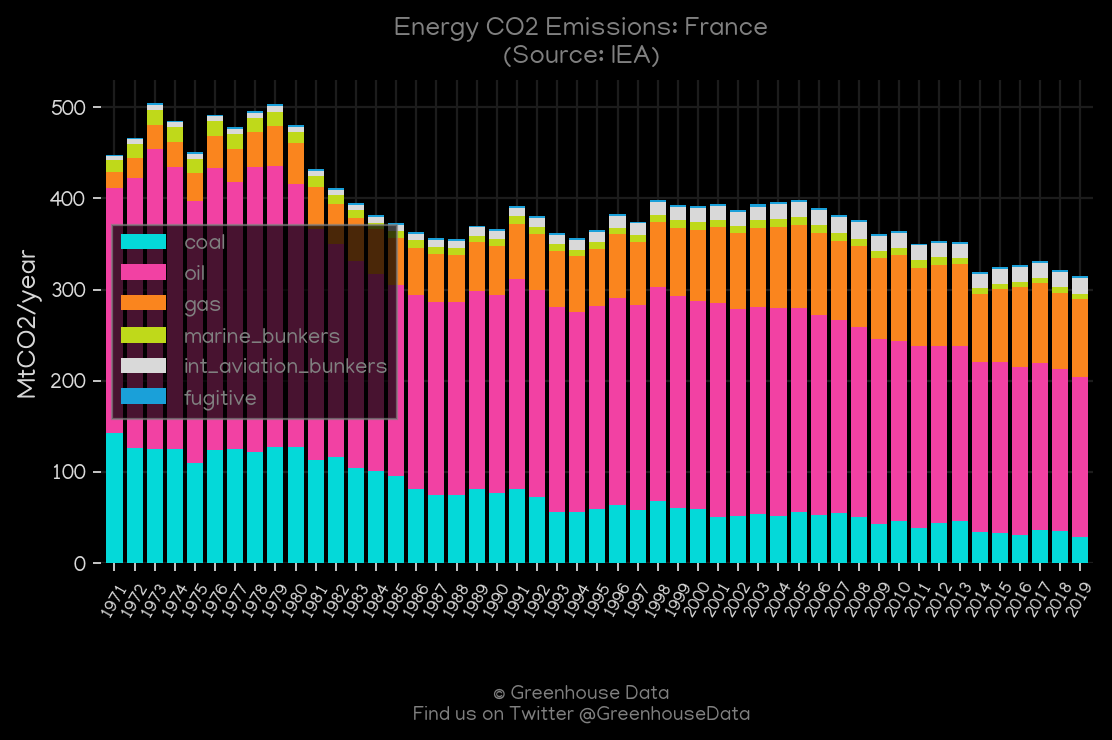 Energy CO2 Emissions: France
(Source: IEA)
MtCO2/year
500
400
300
200
100
0
coal
oil
gas
marine_bunkers
int_aviation_bunkers
fugitive
1971 1972 1973 1974 1975 1976 1977 1978 1979 1980 1981 1982 1983 1984 1985 1986 1987 1988 1989 1990 1991 1992 1993 1994 1995 1996 1997 1998 1999 2000 2001 2002 2003 2004 2005 2006 2007 2008 2009 2010 2011 2012 2013 2014 2015 2016 2017 2018 2019
© Greenhouse Data
Find us on Twitter @GreenhouseData